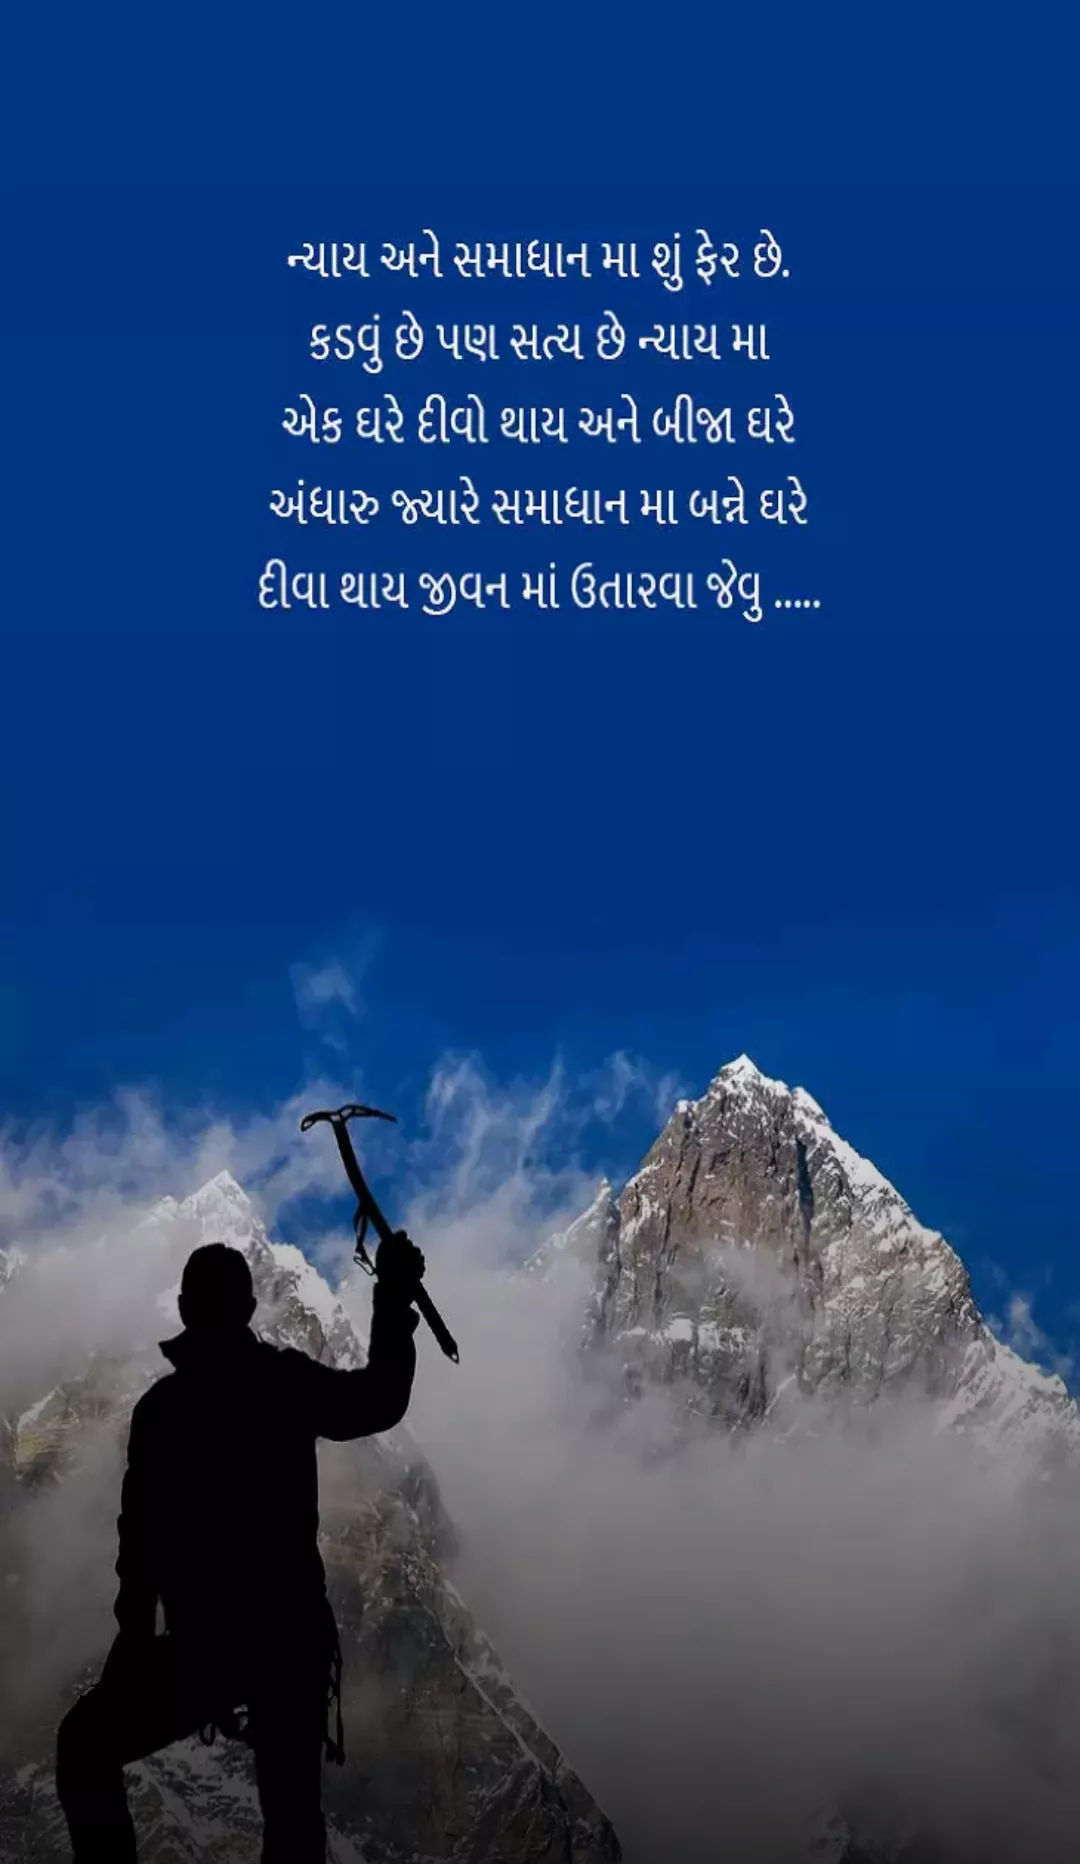 ન્યાય અને સમાધાન મા શું ફેર છે.
કડવું છે પણ સત્ય છે ન્યાય મા
એક ઘરે દીવો થાય અને બીજા ઘરે
અંધારુ જ્યારે સમાધાન મા બન્ને ઘરે
દીવા થાય જીવન માં ઉતારવા જેવુ .....